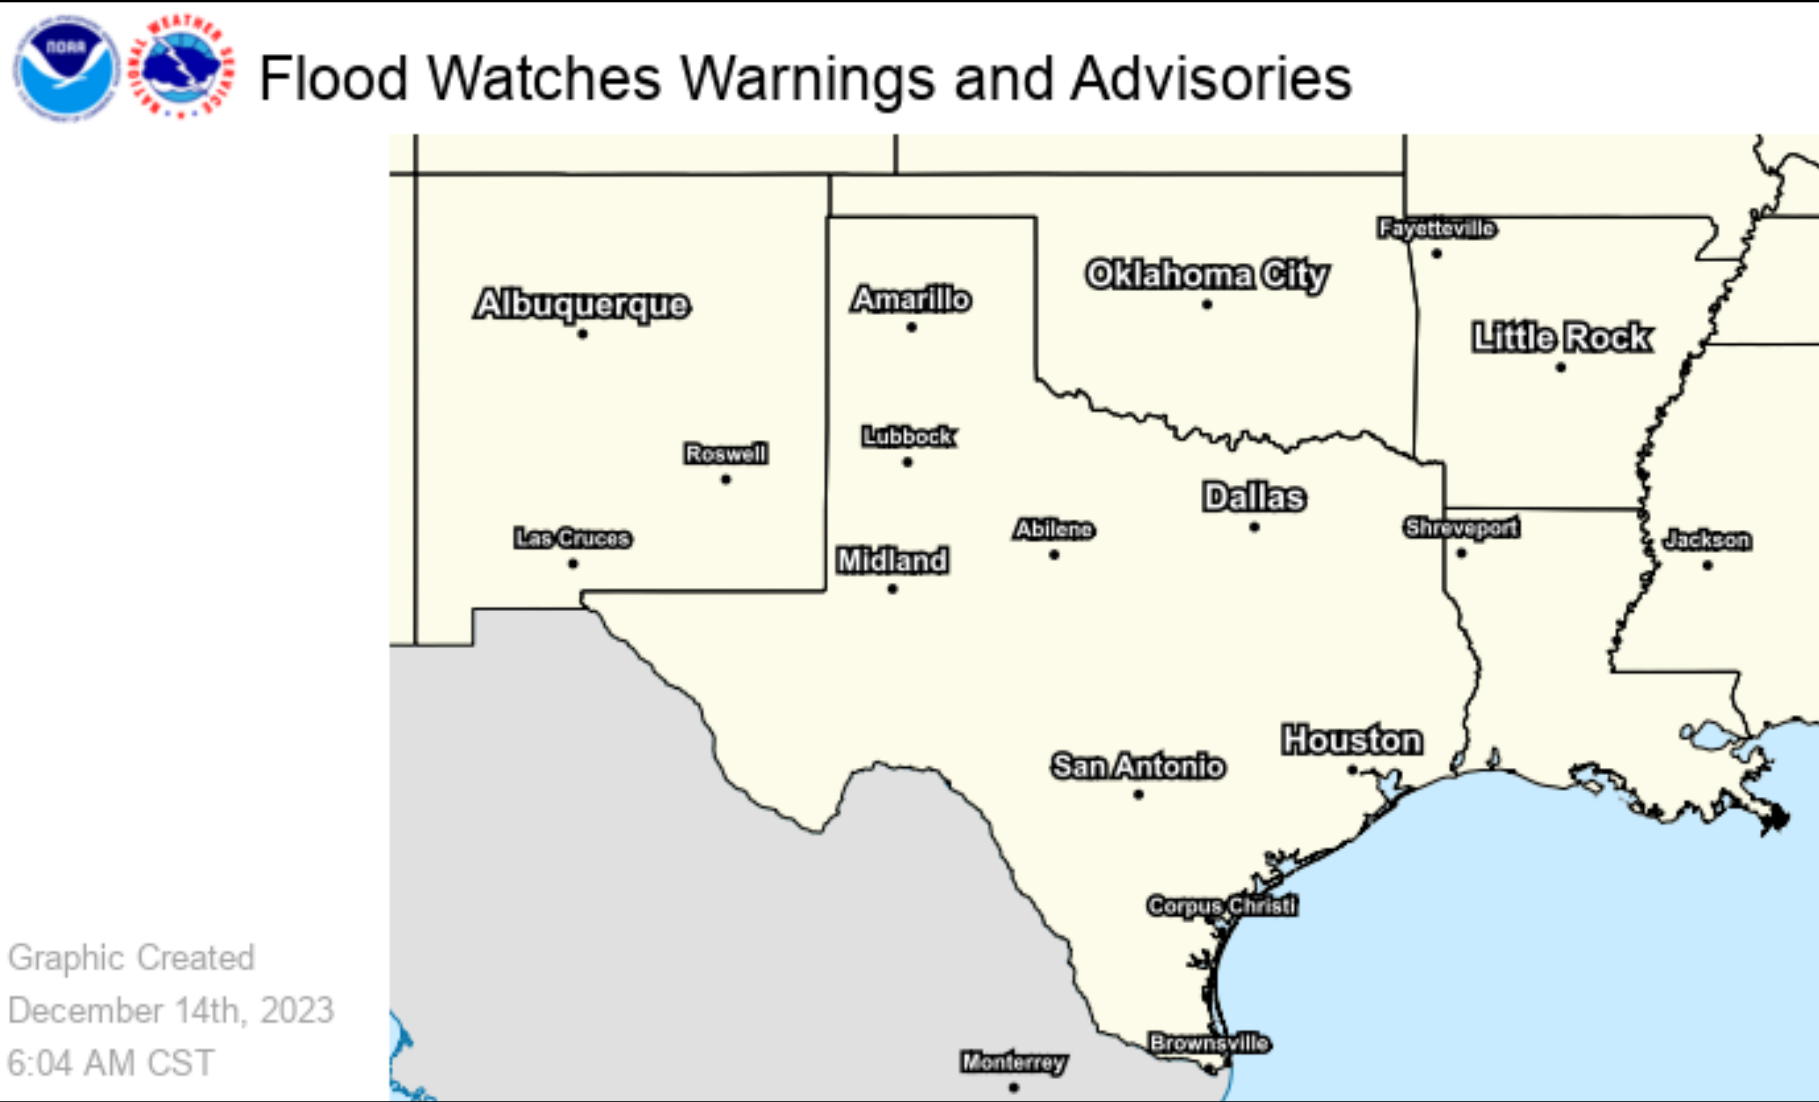 NOAA
NATIONAL WEATHER SERVICE
Flood Watches Warnings and Advisories
Fayetteville
Oklahoma City
Albuquerque
Amarillo
Little Rock
Lubbock
Roswell
Dallas
Abilene
Shreveport
Las Cruces
Jackson
Midland
Houston
San Antonio
Corpus Christi
Graphic Created
December 14th, 2023
6:04 AM CST
Brownsville
Monterrey